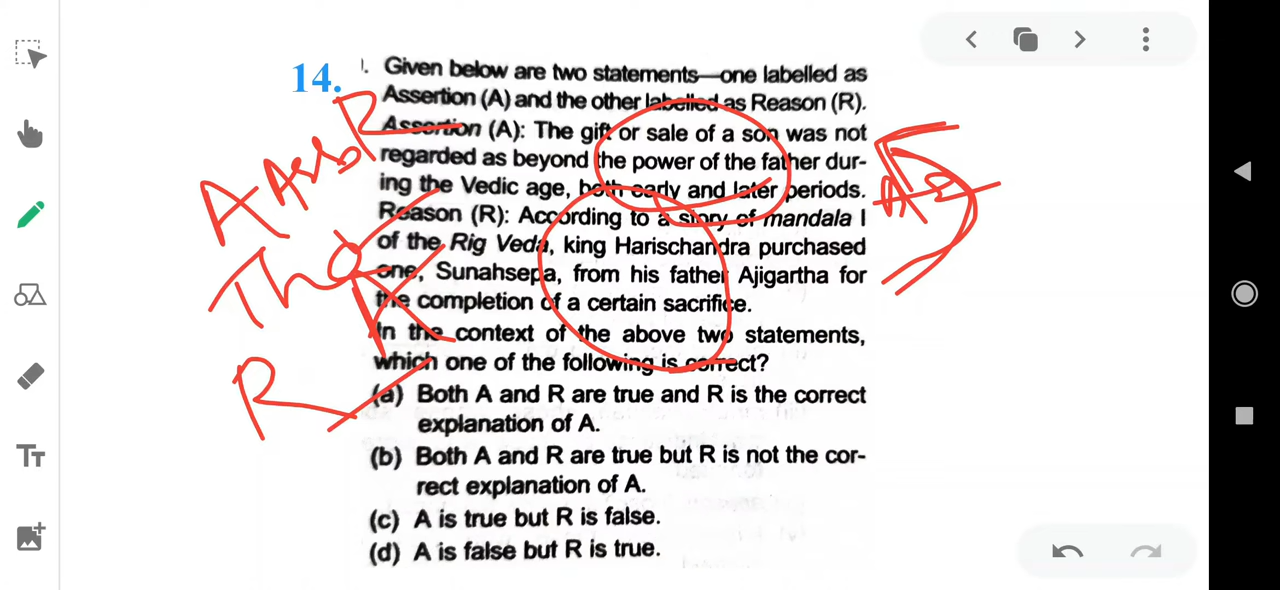 14. Given below are two statements—one labelled as
Assertion (A) and the other labelled as Reason (R).
Assertion (A): The gift or sale of a son was not
regarded as beyond the power of the father dur-
ing the Vedic age, both early and later periods.
Reason (R): According to a story of mandala I
of the Rig Veda, king Harischandra purchased
one, Sunahsepa, from his father Ajigartha for
the completion of a certain sacrifice.
In the context of the above two statements,
which one of the following is correct?
(a) Both A and R are true and R is the correct
explanation of A.
(b) Both A and R are true but R is not the cor-
rect explanation of A.
(c) A is true but R is false.
(d) A is false but R is true.
A
R
R
Tт